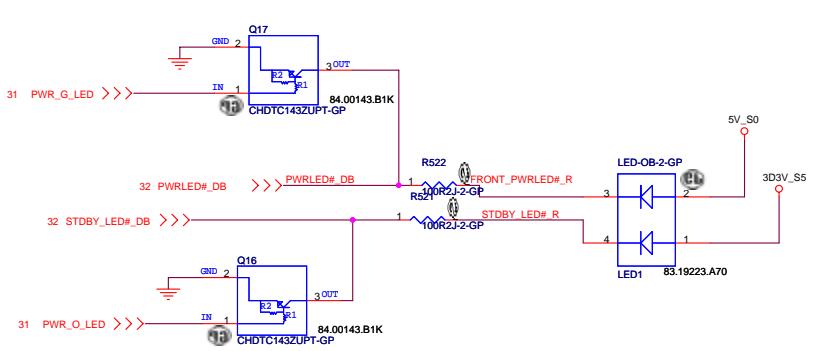 Q17
GND 2
3 OUT
R2
R1
31 PWR_G_LED
IN 1
84.00143.B1K
CHDTC143ZUPT-GP
5V_S0
R522
LED-OB-2-GP
3D3V_S5
32 PWRLED#_DB
PWRLED#_DB
1
FRONT_PWRLED#_R
100R2J-2-GP
3
2
R521
32 STDBY_LED#_DB
1
STDBY_LED#_R
100R2J-2-GP
4
1
Q16
GND 2
LED1
83.19223.A70
3 OUT
R2
R1
31 PWR_O_LED
IN 1
84.00143.B1K
CHDTC143ZUPT-GP